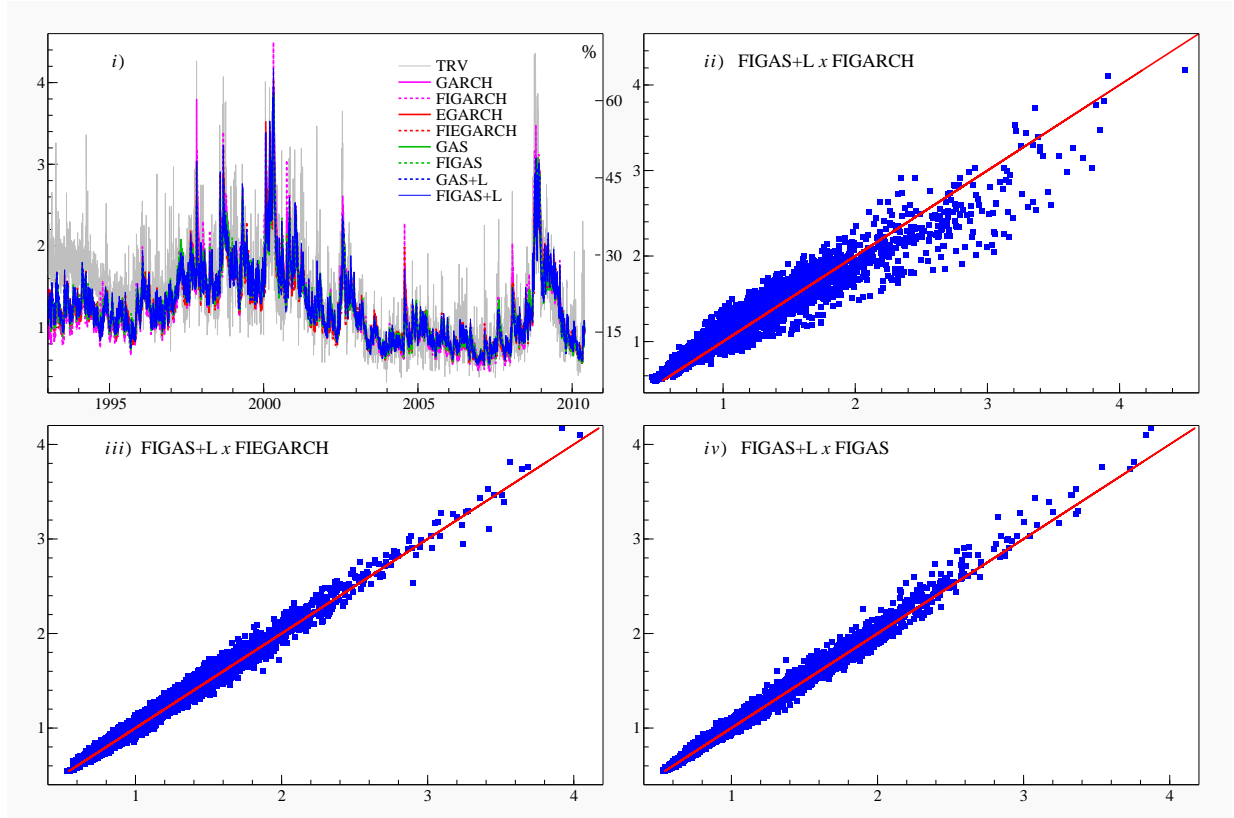 i)
%
TRV
GARCH
FIGARCH
EGARCH
FIEGARCH
GAS
FIGAS
GAS+L
FIGAS+L
4
3
2
1
60
45
30
15
1995
2000
2005
2010
ii) FIGAS+L x FIGARCH
4
3
2
1
1
2
3
4
iii) FIGAS+L x FIEGARCH
4
3
2
1
1
2
3
4
iv) FIGAS+L x FIGAS
4
3
2
1
1
2
3
4